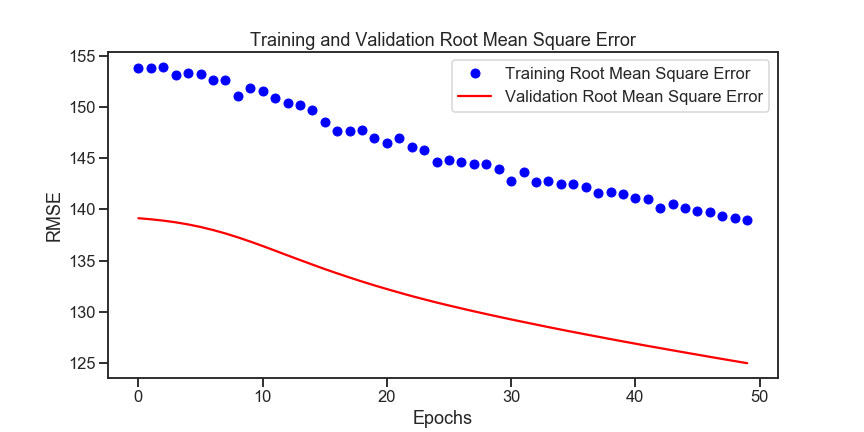 Training and Validation Root Mean Square Error
155
150
145
140
135
130
125
RMSE
Training Root Mean Square Error
Validation Root Mean Square Error
0 10 20 30 40 50
Epochs